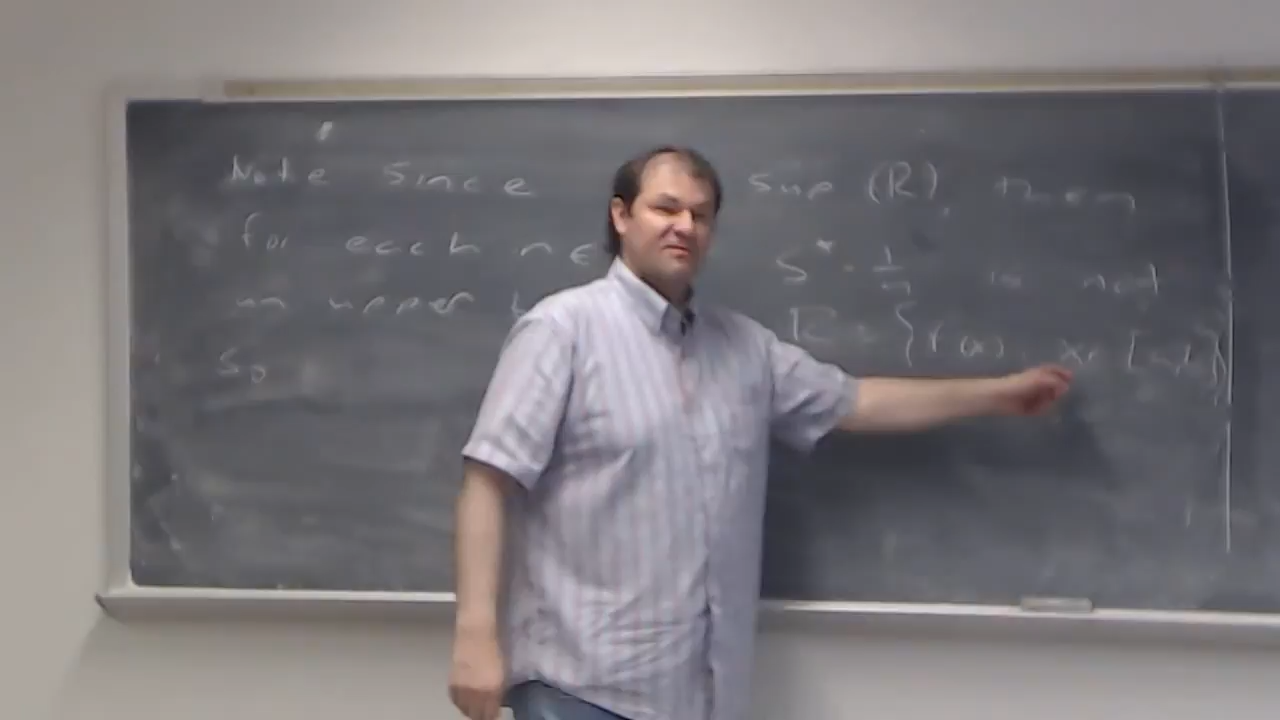 Note Since sup (R), then
for each n ∈ S* - 1/n is not
an upper R = {f(x) : x ∈ [a,b]}
So